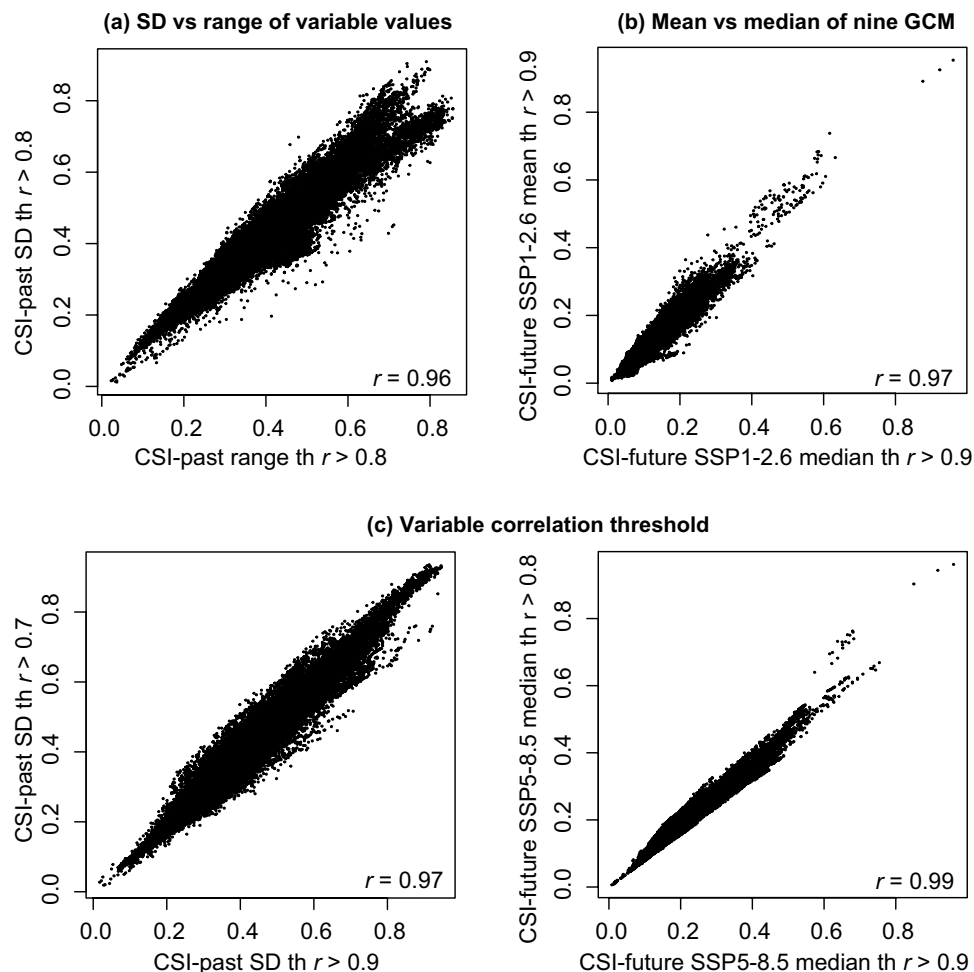 (a) SD vs range of variable values
CSI-past SD th r > 0.8
0.0 0.2 0.4 0.6 0.8
r = 0.96
0.0 0.2 0.4 0.6 0.8
CSI-past range th r > 0.8
(b) Mean vs median of nine GCM
CSI-future SSP1-2.6 mean th r > 0.9
0.0 0.2 0.4 0.6 0.8
r = 0.97
0.0 0.2 0.4 0.6 0.8
CSI-future SSP1-2.6 median th r > 0.9
(c) Variable correlation threshold
CSI-past SD th r > 0.7
0.0 0.2 0.4 0.6 0.8
r = 0.97
0.0 0.2 0.4 0.6 0.8
CSI-past SD th r > 0.9
CSI-future SSP5-8.5 median th r > 0.8
0.0 0.2 0.4 0.6 0.8
r = 0.99
0.0 0.2 0.4 0.6 0.8
CSI-future SSP5-8.5 median th r > 0.9